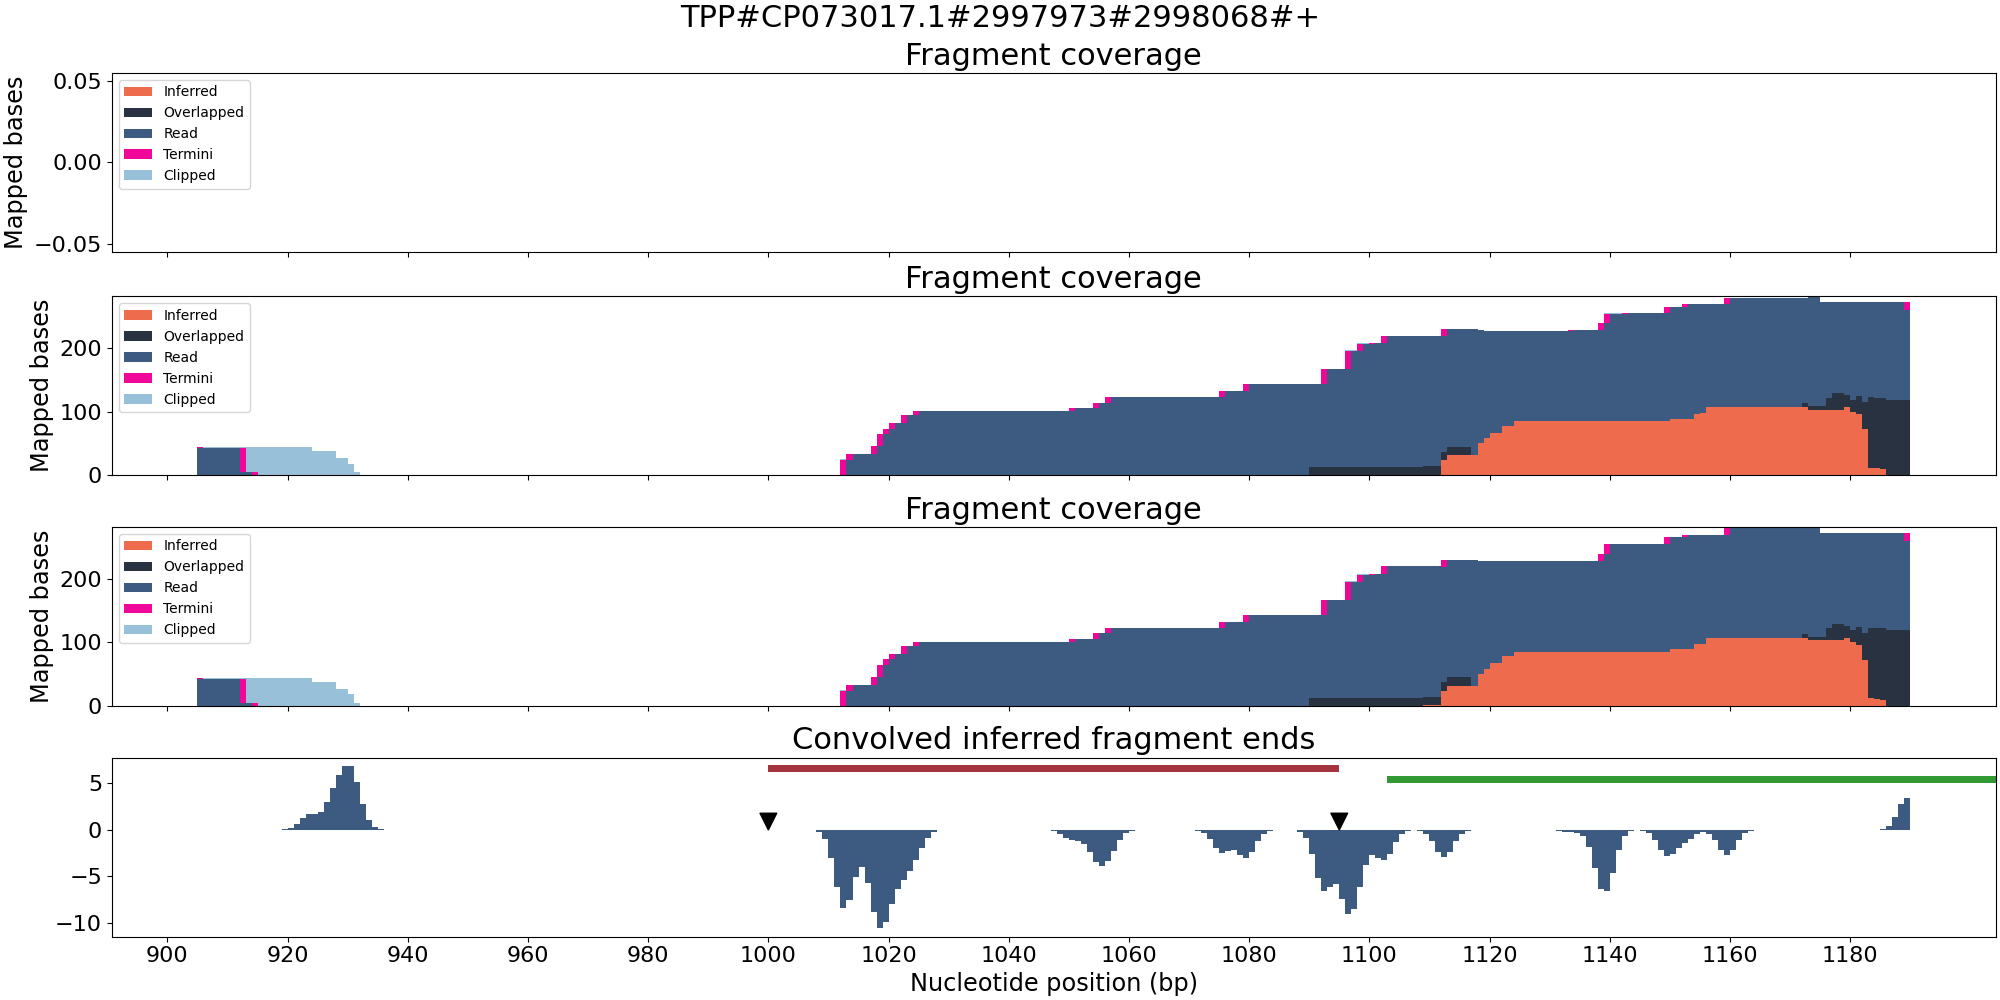 TPP#CP073017.1#2997973#2998068#+
Fragment coverage
Mapped bases
0.05
0.00
−0.05
Inferred
Overlapped
Read
Termini
Clipped
Fragment coverage
Mapped bases
200
100
0
Inferred
Overlapped
Read
Termini
Clipped
Fragment coverage
Mapped bases
200
100
0
Inferred
Overlapped
Read
Termini
Clipped
Convolved inferred fragment ends
5
0
−5
−10
900 920 940 960 980 1000 1020 1040 1060 1080 1100 1120 1140 1160 1180
Nucleotide position (bp)